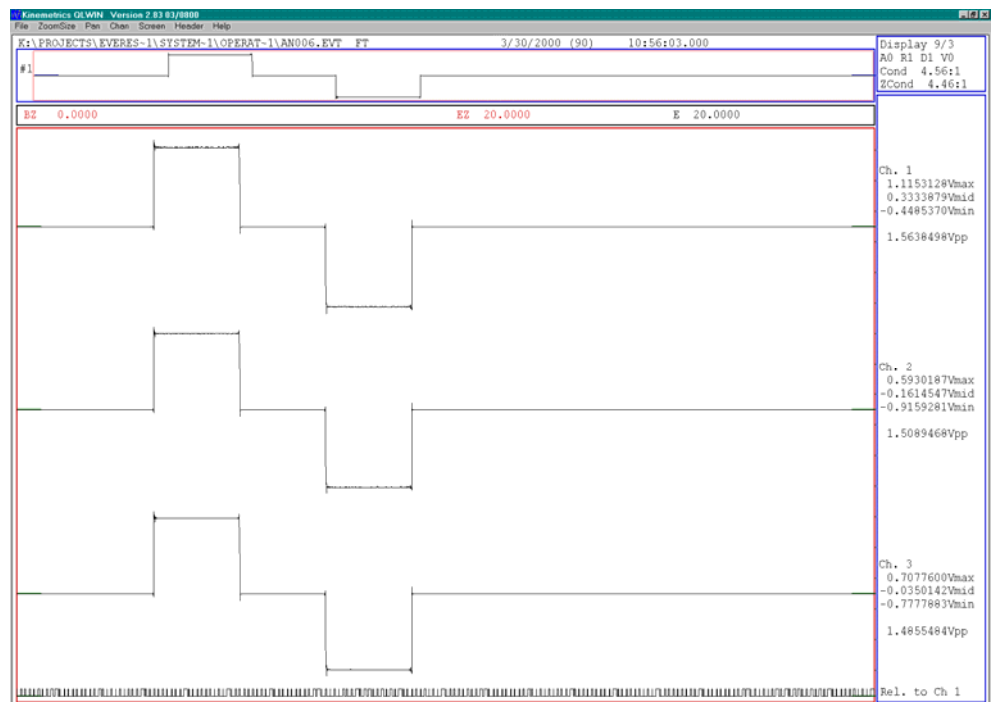 Kinemetrics QLWIN Version 2.83 03/0800
File ZoomSize Pan Chan Screen Header Help
K:\PROJECTS\EVERES~1\SYSTEM~1\OPERAT~1\AN006.EVT FT 3/30/2000 (90) 10:56:03.000
Display 9/3
A0 R1 D1 V0
Cond 4.56:1
ZCond 4.46:1
#1
BZ 0.0000 EZ 20.0000 E 20.0000
Ch. 1
1.1153128Vmax
0.3333879Vmid
-0.4485370Vmin
1.5638498Vpp
Ch. 2
0.5930187Vmax
-0.1614547Vmid
-0.9159281Vmin
1.5089468Vpp
Ch. 3
0.7077600Vmax
-0.0350142Vmid
-0.7777883Vmin
1.4855484Vpp
Rel. to Ch 1